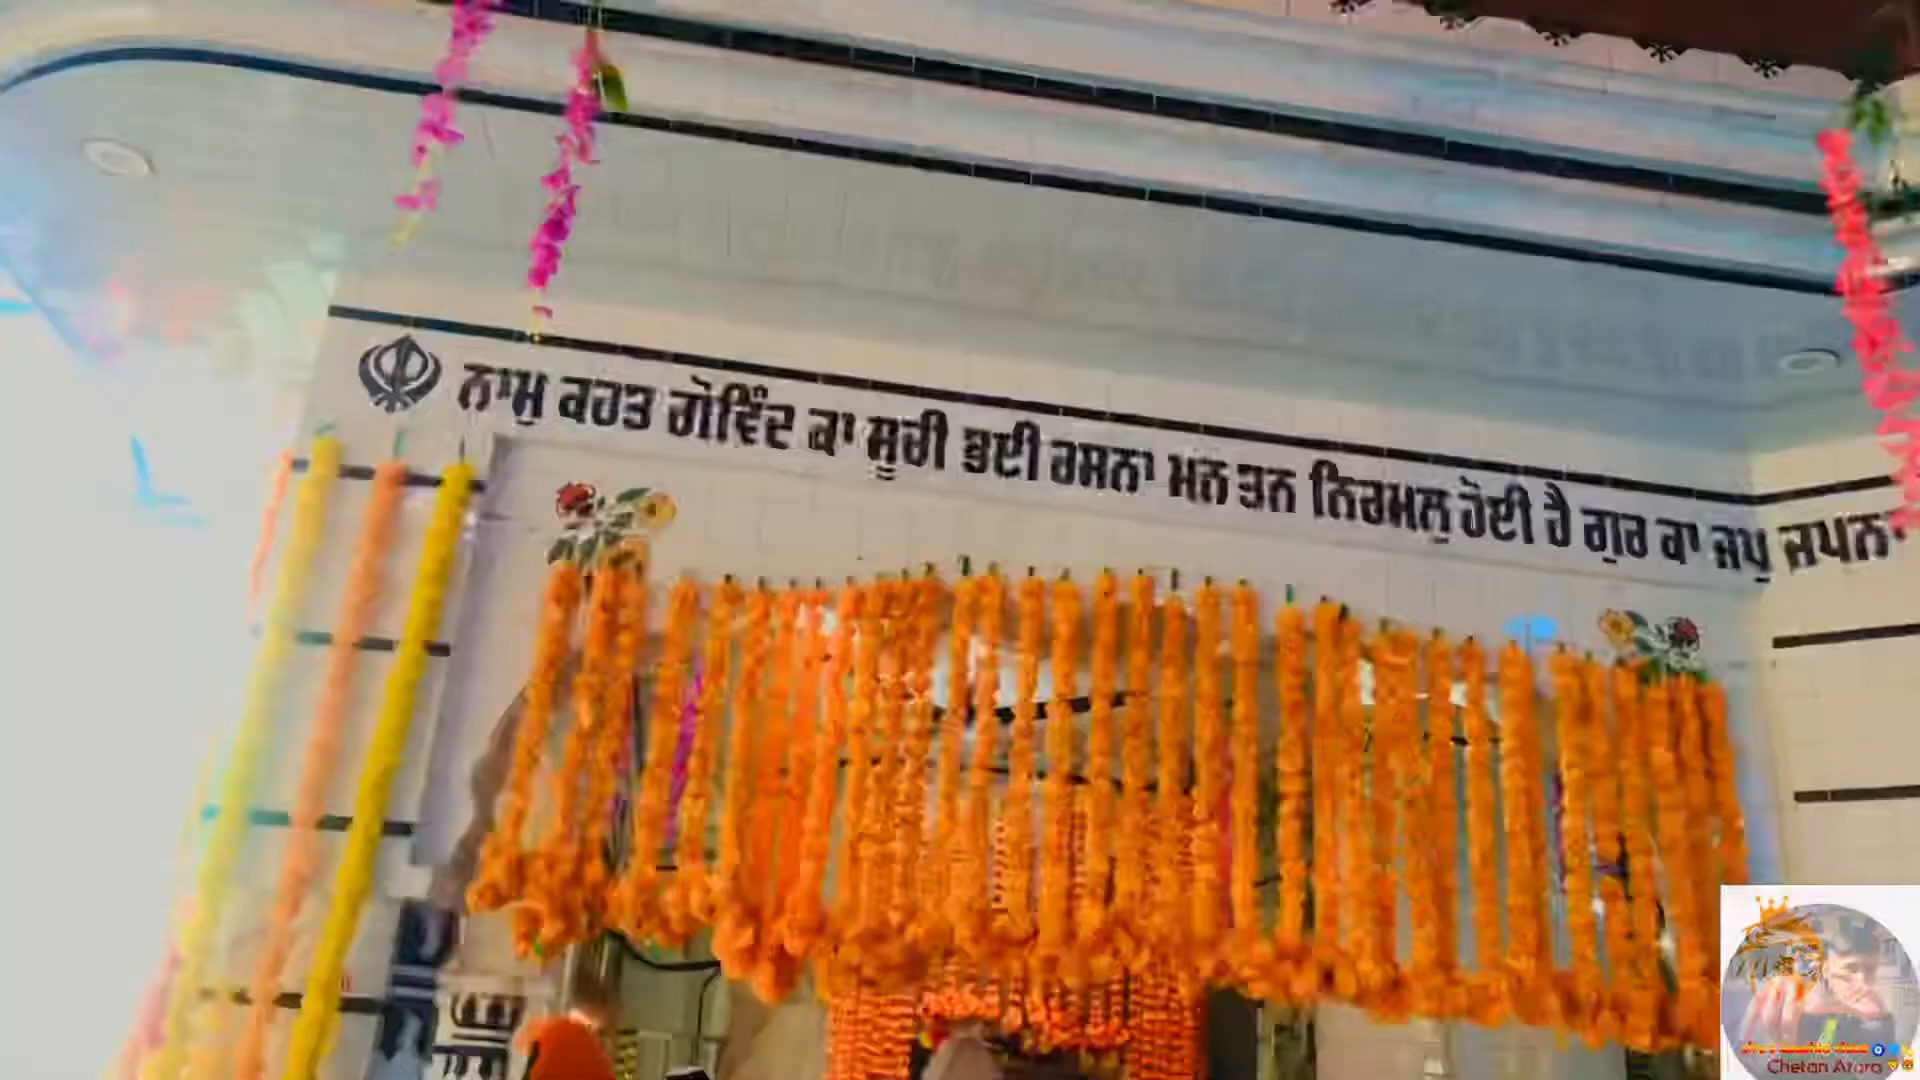 ਨਾਮੁ ਕਹਤ ਗੋਵਿੰਦ ਕਾ ਸੂਚੀ ਭਈ ਰਸਨਾ ਮਨ ਤਨ ਨਿਰਮਲੁ ਹੋਈ ਹੈ ਗੁਰ ਕਾ ਜਪੁ ਜਪਨਾ
Chetan Arora